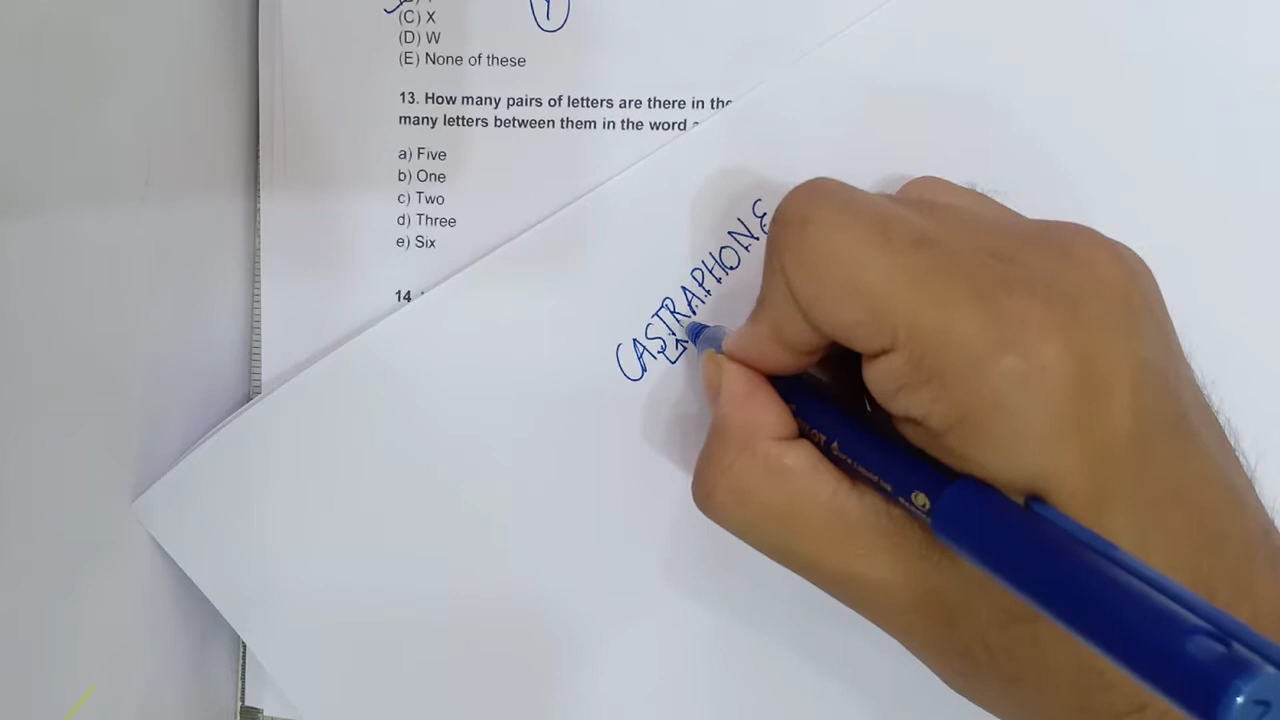 (C) X
(D) W
(E) None of these
13. How many pairs of letters are there in the
many letters between them in the word
a) Five
b) One
c) Two
d) Three
e) Six
14
CASTRAPHONE